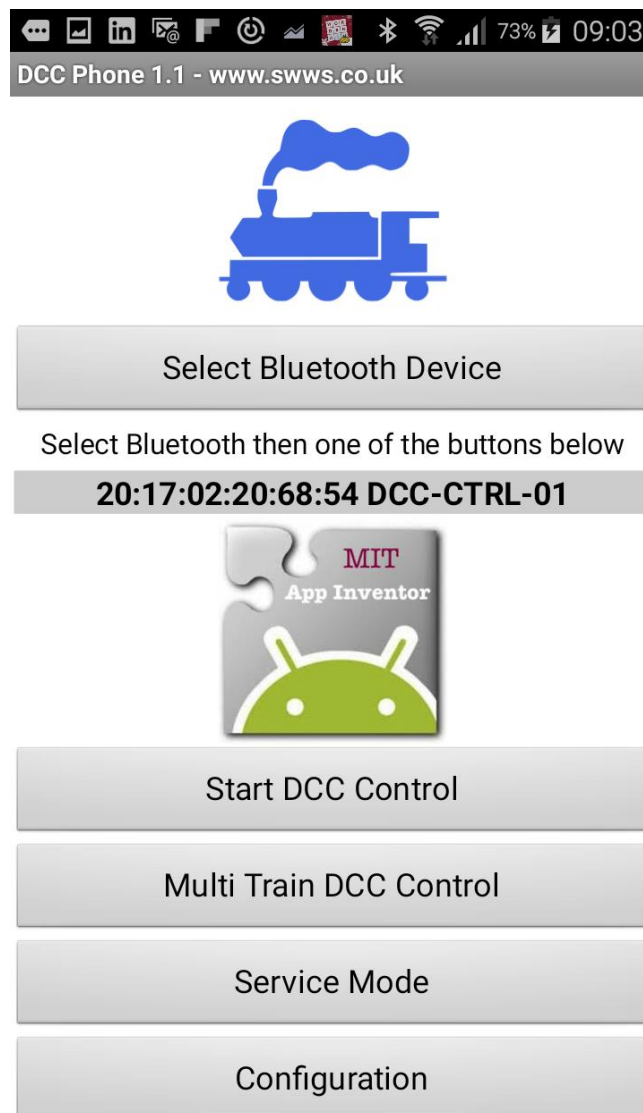 73% 09:03
DCC Phone 1.1 - www.swws.co.uk
Select Bluetooth Device
Select Bluetooth then one of the buttons below
20:17:02:20:68:54 DCC-CTRL-01
MIT
App Inventor
Start DCC Control
Multi Train DCC Control
Service Mode
Configuration